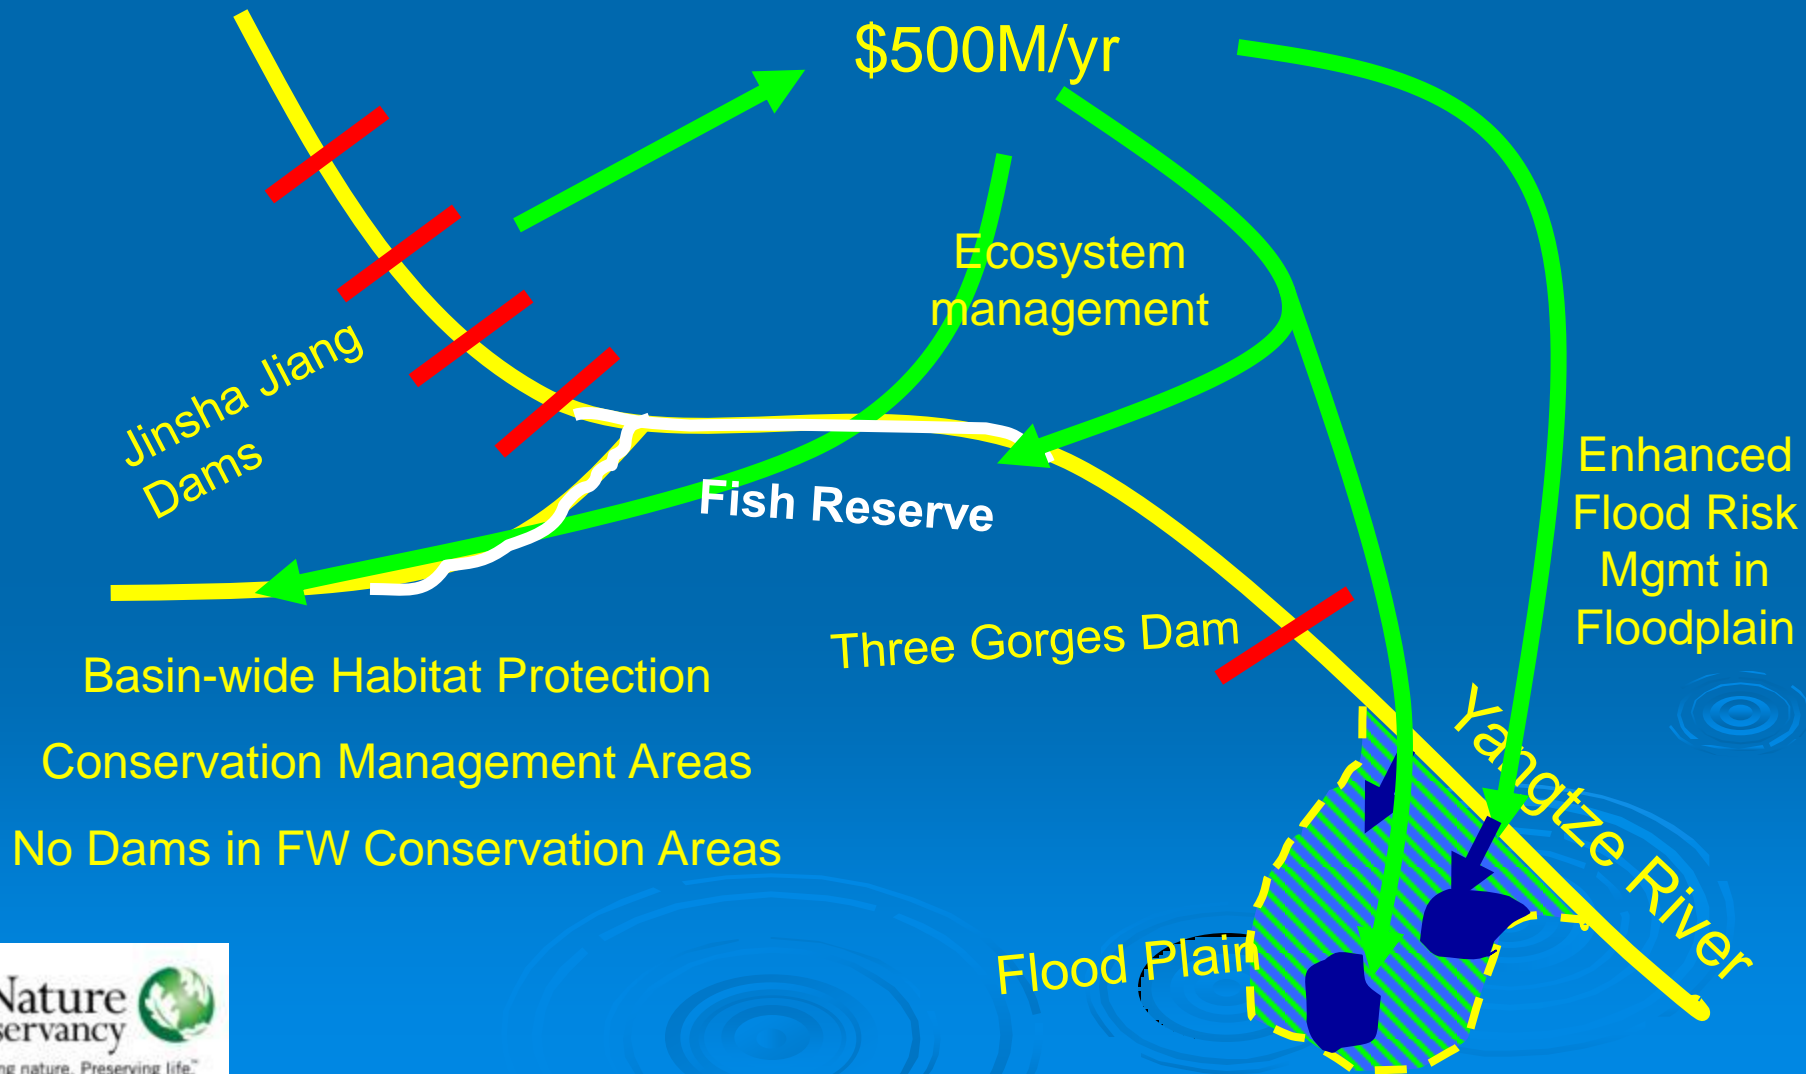 $500M/yr
Ecosystem
management
Jinsha Jiang
Dams
Fish Reserve
Enhanced
Flood Risk
Mgmt in
Floodplain
Three Gorges Dam
Basin-wide Habitat Protection
Conservation Management Areas
No Dams in FW Conservation Areas
Yangtze River
Flood Plain
Nature
servancy
ng nature. Preserving life.™